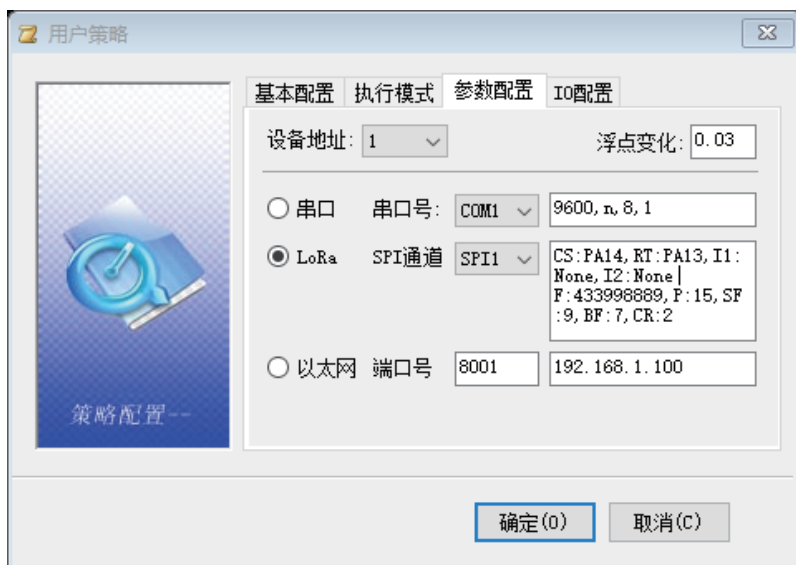 用户策略
基本配置 执行模式 参数配置 IO配置
设备地址: 1 浮点变化: 0.03
串口 串口号: COM1 9600, n, 8, 1
LoRa SPI通道 SPI1 CS:PA14, RT:PA13, I1:
None, I2:None|
F:433998889, P:15, SF
:9, BF:7, CR:2
以太网 端口号 8001 192.168.1.100
策略配置--
确定(O) 取消(C)